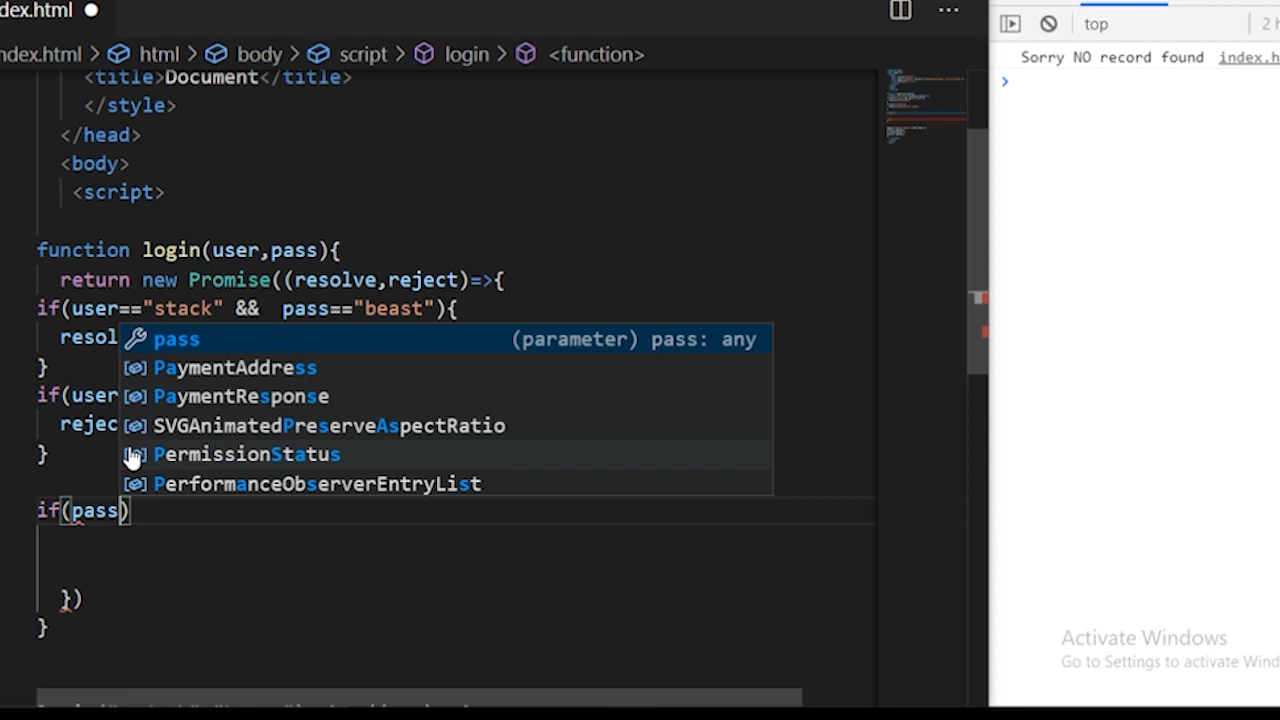 dex.html
top
2
ndex.html > html > body > script > login > <function>
Sorry NO record found index.h
<title>Document</title>
</style>
</head>
<body>
<script>
function login(user,pass){
return new Promise((resolve,reject)=>{
if(user=="stack" && pass=="beast"){
resol
pass (parameter) pass: any
}
PaymentAddress
if(user
PaymentResponse
rejec
SVGAnimatedPreserveAspectRatio
}
PermissionStatus
PerformanceObserverEntryList
if(pass)
})
}
Activate Windows
Go to Settings to activate Wind